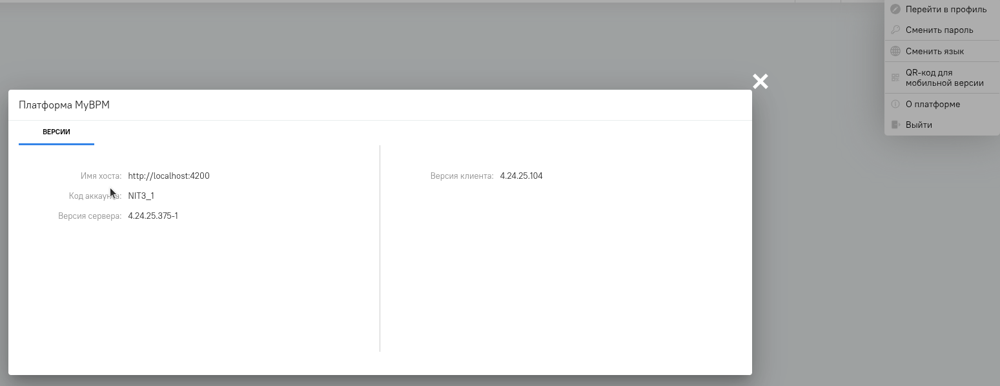 Перейти в профиль
Сменить пароль
Сменить язык
QR-код для
мобильной версии
О платформе
Выйти
Платформа MyBPM
ВЕРСИИ
Имя хоста: http://localhost:4200
Код аккаунта: NIT3_1
Версия сервера: 4.24.25.375-1
Версия клиента: 4.24.25.104